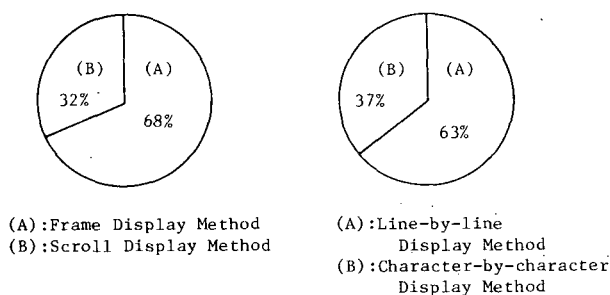 (B) (A)
32%
68%
(A):Frame Display Method
(B):Scroll Display Method
(B) (A)
37%
63%
(A):Line-by-line
Display Method
(B):Character-by-character
Display Method